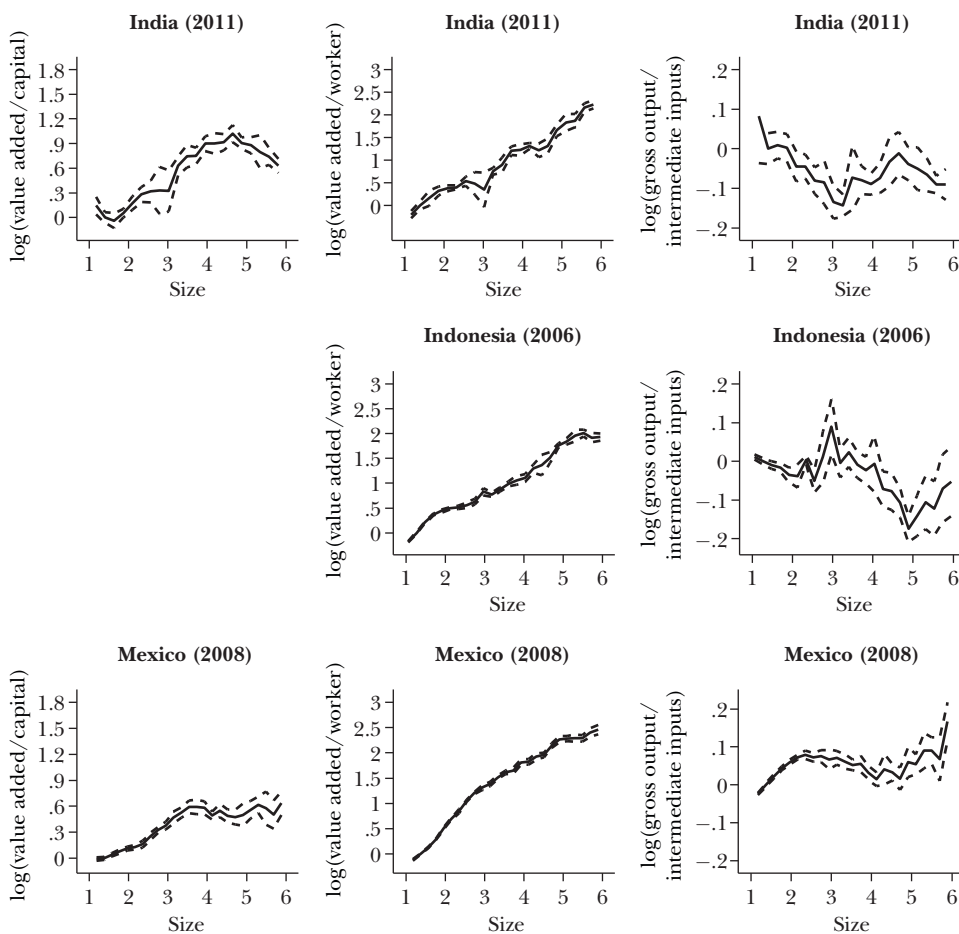 India (2011)
log(value added/capital)
1.8
1.5
1.2
.9
.6
.3
0
1 2 3 4 5 6
Size
India (2011)
log(value added/worker)
3
2.5
2
1.5
1
.5
0
1 2 3 4 5 6
Size
India (2011)
log(gross output/
intermediate inputs)
.2
.1
0
−.1
−.2
1 2 3 4 5 6
Size
Indonesia (2006)
log(value added/worker)
3
2.5
2
1.5
1
.5
0
1 2 3 4 5 6
Size
Indonesia (2006)
log(gross output/
intermediate inputs)
.2
.1
0
−.1
−.2
1 2 3 4 5 6
Size
Mexico (2008)
log(value added/capital)
1.8
1.5
1.2
.9
.6
.3
0
1 2 3 4 5 6
Size
Mexico (2008)
log(value added/worker)
3
2.5
2
1.5
1
.5
0
1 2 3 4 5 6
Size
Mexico (2008)
log(gross output/
intermediate inputs)
.2
.1
0
−.1
−.2
1 2 3 4 5 6
Size